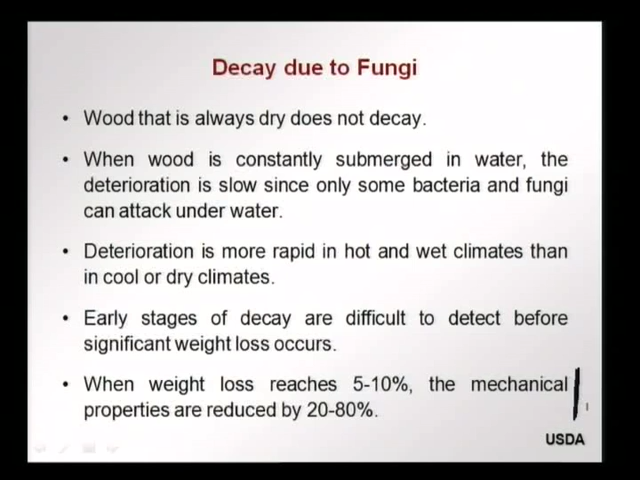 Decay due to Fungi
• Wood that is always dry does not decay.
• When wood is constantly submerged in water, the
deterioration is slow since only some bacteria and fungi
can attack under water.
• Deterioration is more rapid in hot and wet climates than
in cool or dry climates.
• Early stages of decay are difficult to detect before
significant weight loss occurs.
• When weight loss reaches 5-10%, the mechanical
properties are reduced by 20-80%.
USDA